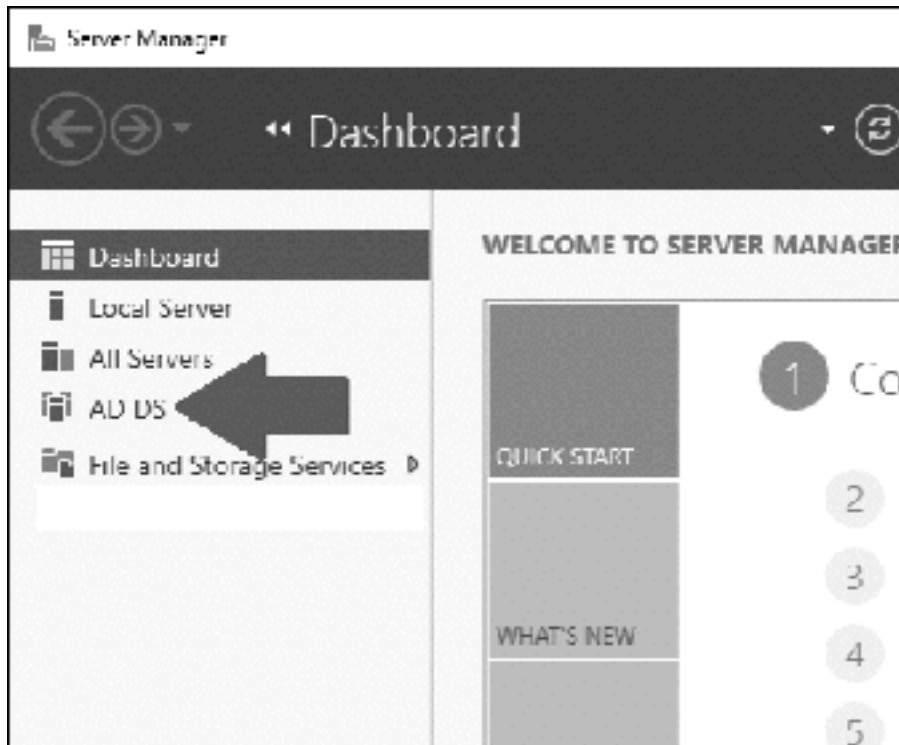 Server Manager
Dashboard
Dashboard
Local Server
All Servers
AD DS
File and Storage Services
WELCOME TO SERVER MANAGER
QUICK START
WHAT'S NEW
1 Co
2
3
4
5